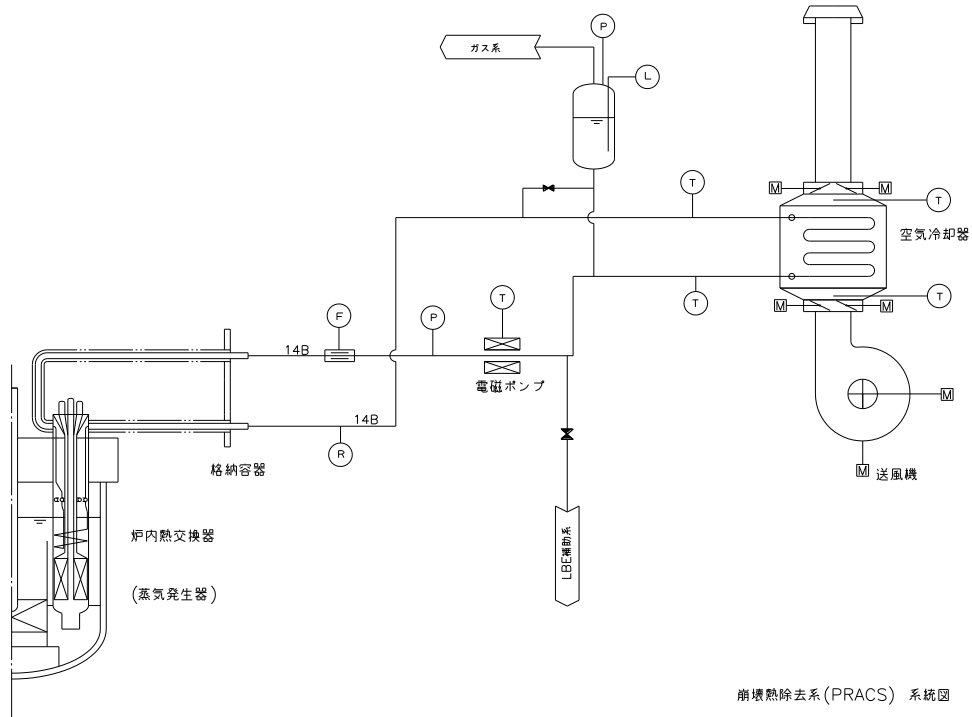 P
ガス系
L
M
M
T
T
空気冷却器
T
T
M
M
T
F
P
14B
電磁ポンプ
M
14B
R
格納容器
M
送風機
炉内熱交換器
LBE補助系
(蒸気発生器)
崩壊熱除去系(PRACS) 系統図